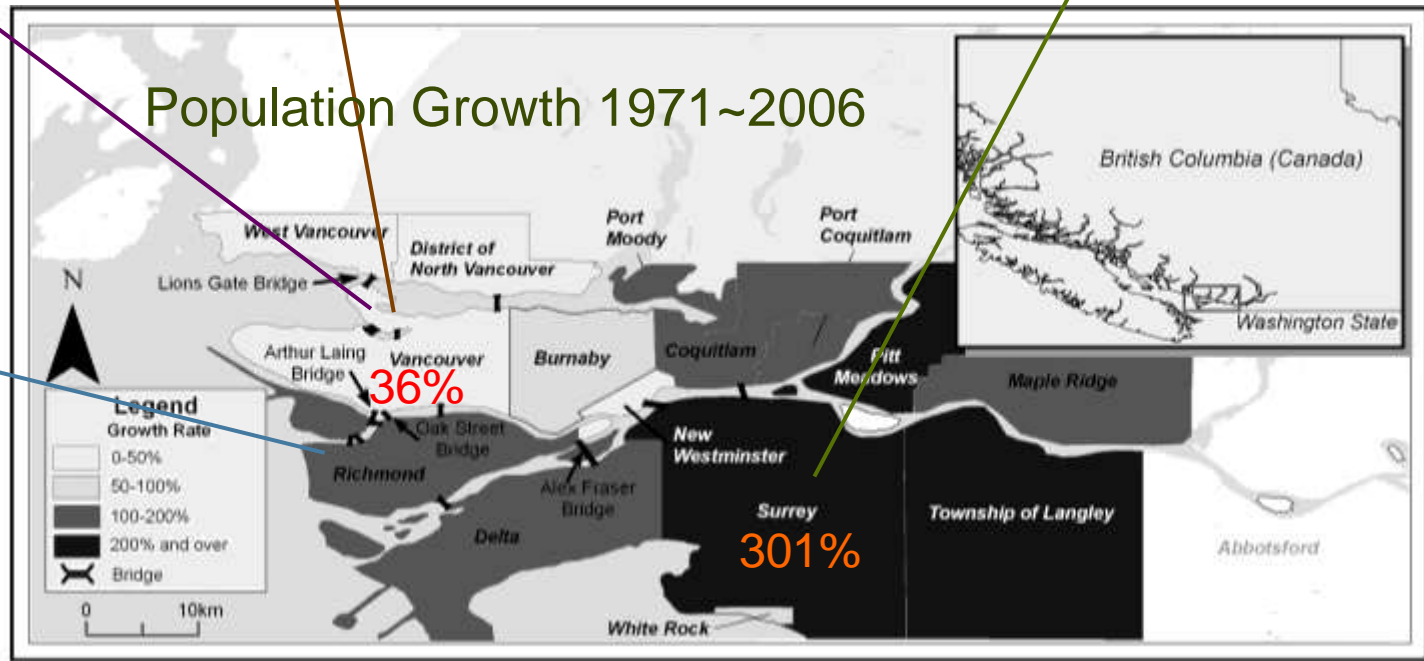 Population Growth 1971~2006
British Columbia (Canada)
Washington State
West Vancouver
District of
North Vancouver
Port
Moody
Port
Coquitlam
N
Lions Gate Bridge
Arthur Laing
Bridge
Vancouver
36%
Burnaby
Coquitlam
Pitt
Meadows
Maple Ridge
Oak Street
Bridge
New
Westminster
Richmond
Alex Fraser
Bridge
Surrey
301%
Township of Langley
Delta
Abbotsford
White Rock
Legend
Growth Rate
0-50%
50-100%
100-200%
200% and over
Bridge
0 10km